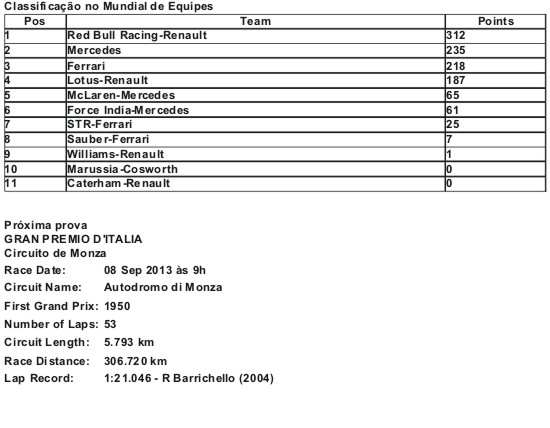 Classificação no Mundial de Equipes
Pos Team Points
1 Red Bull Racing-Renault 312
2 Mercedes 235
3 Ferrari 218
4 Lotus-Renault 187
5 McLaren-Mercedes 65
6 Force India-Mercedes 61
7 STR-Ferrari 25
8 Sauber-Ferrari 7
9 Williams-Renault 1
10 Marussia-Cosworth 0
11 Caterham-Renault 0
Próxima prova
GRAN PREMIO D'ITALIA
Circuito de Monza
Race Date: 08 Sep 2013 às 9h
Circuit Name: Autodromo di Monza
First Grand Prix: 1950
Number of Laps: 53
Circuit Length: 5.793 km
Race Distance: 306.720 km
Lap Record: 1:21.046 - R Barrichello (2004)